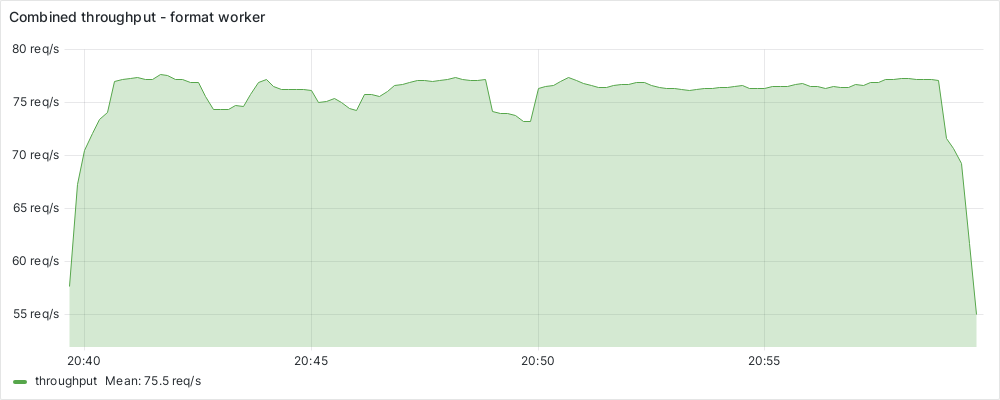 Combined throughput - format worker
80 req/s
75 req/s
70 req/s
65 req/s
60 req/s
55 req/s
20:40 20:45 20:50 20:55
throughput Mean: 75.5 req/s